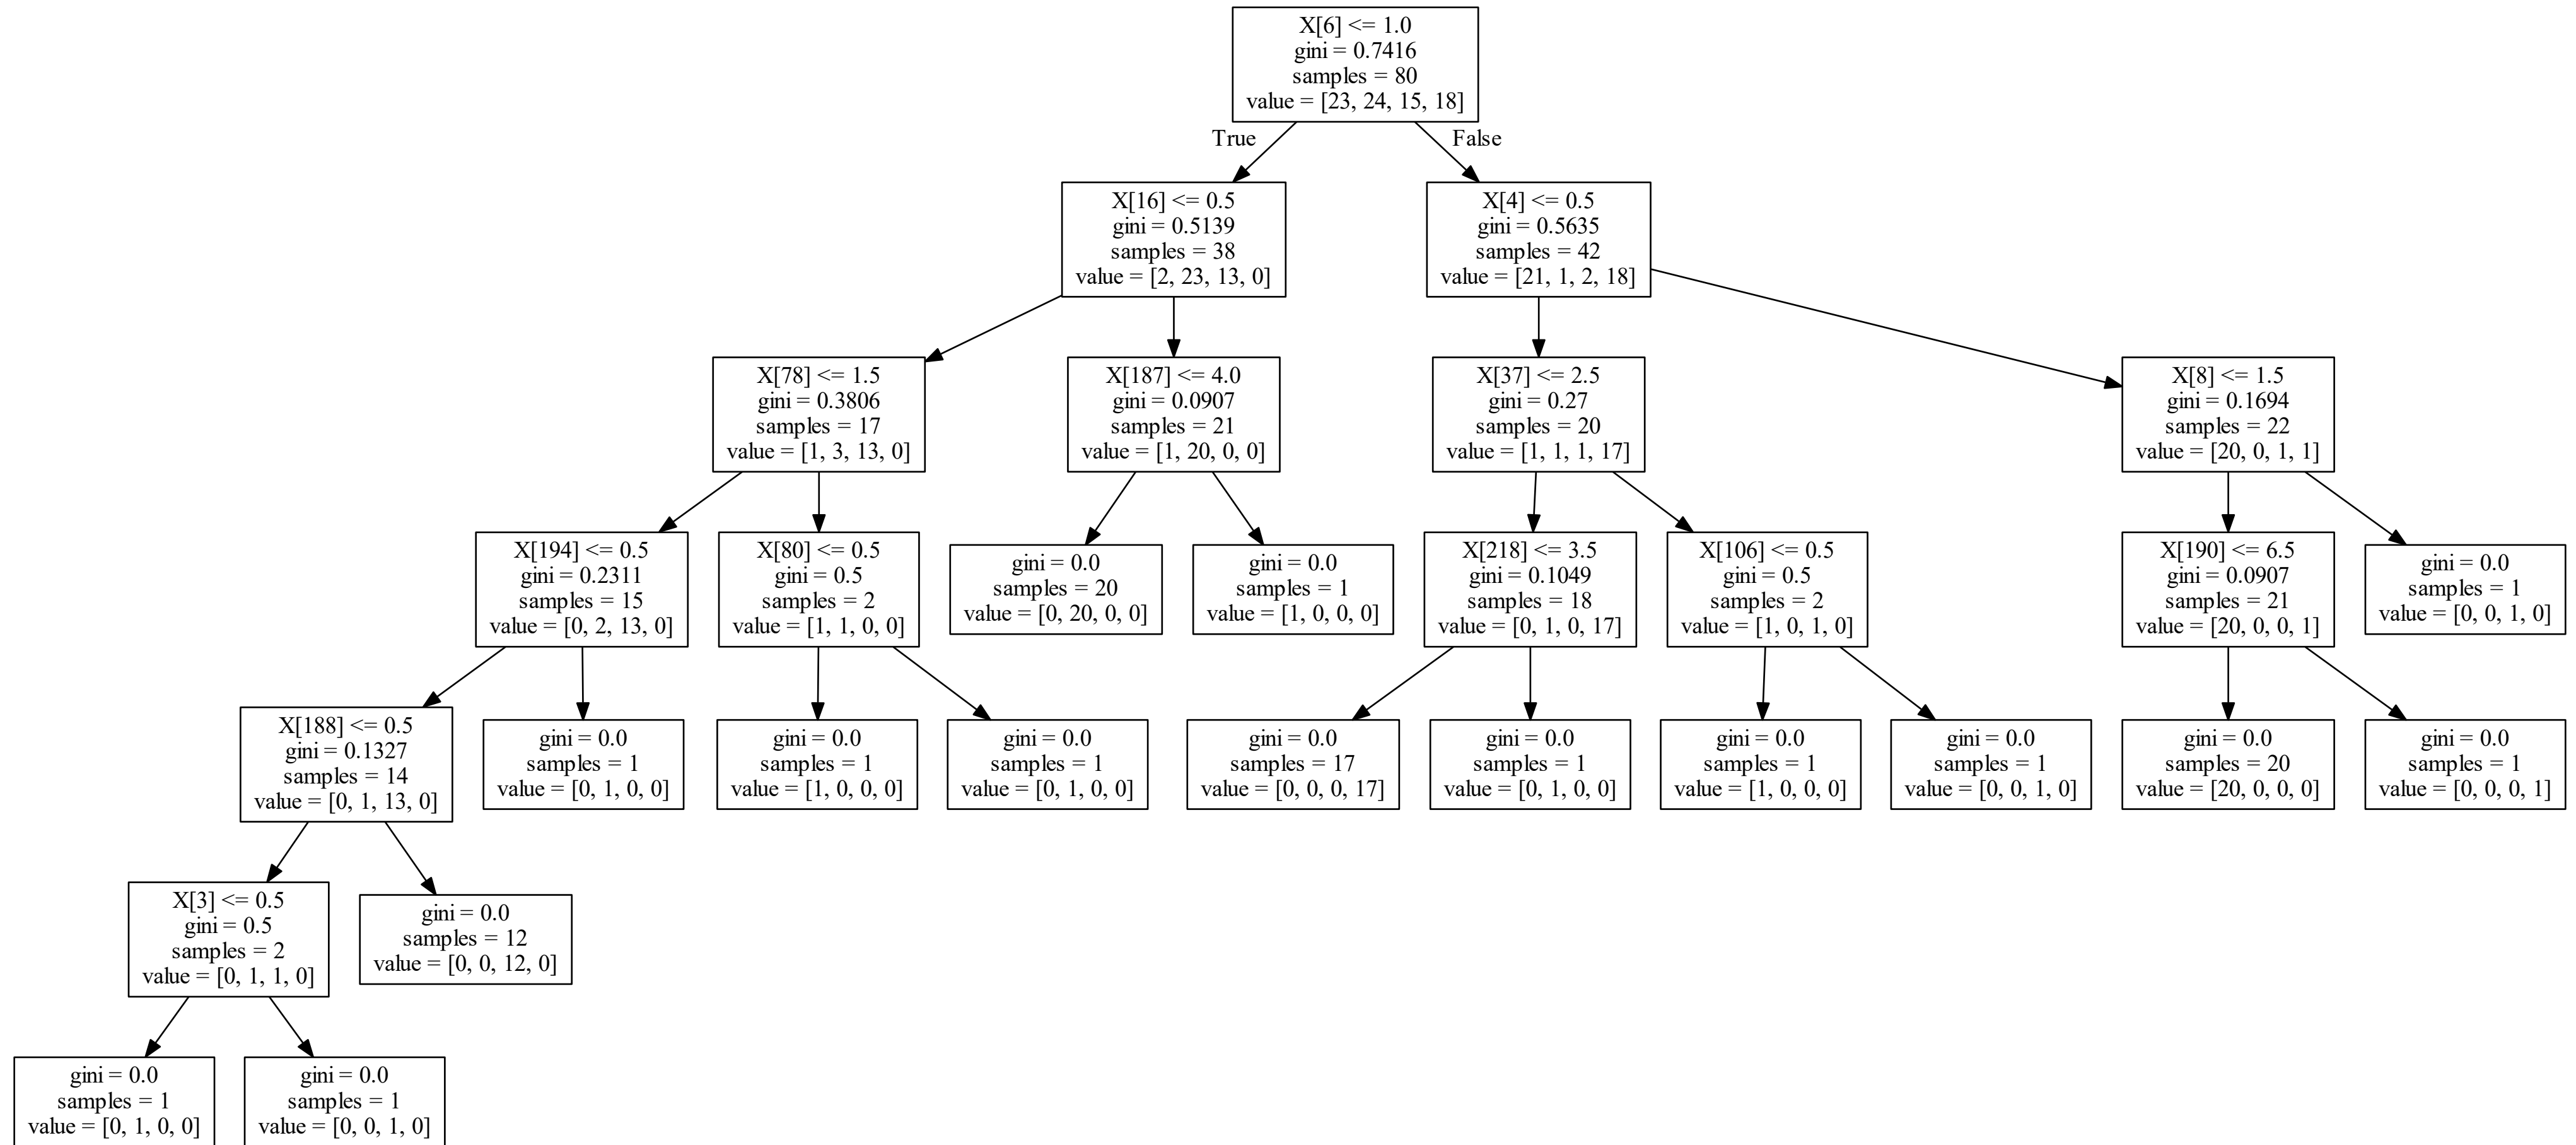 X[6] <= 1.0
gini = 0.7416
samples = 80
value = [23, 24, 15, 18]
True
False
X[16] <= 0.5
gini = 0.5139
samples = 38
value = [2, 23, 13, 0]
X[4] <= 0.5
gini = 0.5635
samples = 42
value = [21, 1, 2, 18]
X[78] <= 1.5
gini = 0.3806
samples = 17
value = [1, 3, 13, 0]
X[187] <= 4.0
gini = 0.0907
samples = 21
value = [1, 20, 0, 0]
X[37] <= 2.5
gini = 0.27
samples = 20
value = [1, 1, 1, 17]
X[8] <= 1.5
gini = 0.1694
samples = 22
value = [20, 0, 1, 1]
X[194] <= 0.5
gini = 0.2311
samples = 15
value = [0, 2, 13, 0]
X[80] <= 0.5
gini = 0.5
samples = 2
value = [1, 1, 0, 0]
gini = 0.0
samples = 20
value = [0, 20, 0, 0]
gini = 0.0
samples = 1
value = [1, 0, 0, 0]
X[218] <= 3.5
gini = 0.1049
samples = 18
value = [0, 1, 0, 17]
X[106] <= 0.5
gini = 0.5
samples = 2
value = [1, 0, 1, 0]
X[190] <= 6.5
gini = 0.0907
samples = 21
value = [20, 0, 0, 1]
gini = 0.0
samples = 1
value = [0, 0, 1, 0]
X[188] <= 0.5
gini = 0.1327
samples = 14
value = [0, 1, 13, 0]
gini = 0.0
samples = 1
value = [0, 1, 0, 0]
gini = 0.0
samples = 1
value = [1, 0, 0, 0]
gini = 0.0
samples = 1
value = [0, 1, 0, 0]
gini = 0.0
samples = 17
value = [0, 0, 0, 17]
gini = 0.0
samples = 1
value = [0, 1, 0, 0]
gini = 0.0
samples = 1
value = [1, 0, 0, 0]
gini = 0.0
samples = 1
value = [0, 0, 1, 0]
gini = 0.0
samples = 20
value = [20, 0, 0, 0]
gini = 0.0
samples = 1
value = [0, 0, 0, 1]
X[3] <= 0.5
gini = 0.5
samples = 2
value = [0, 1, 1, 0]
gini = 0.0
samples = 12
value = [0, 0, 12, 0]
gini = 0.0
samples = 1
value = [0, 1, 0, 0]
gini = 0.0
samples = 1
value = [0, 0, 1, 0]